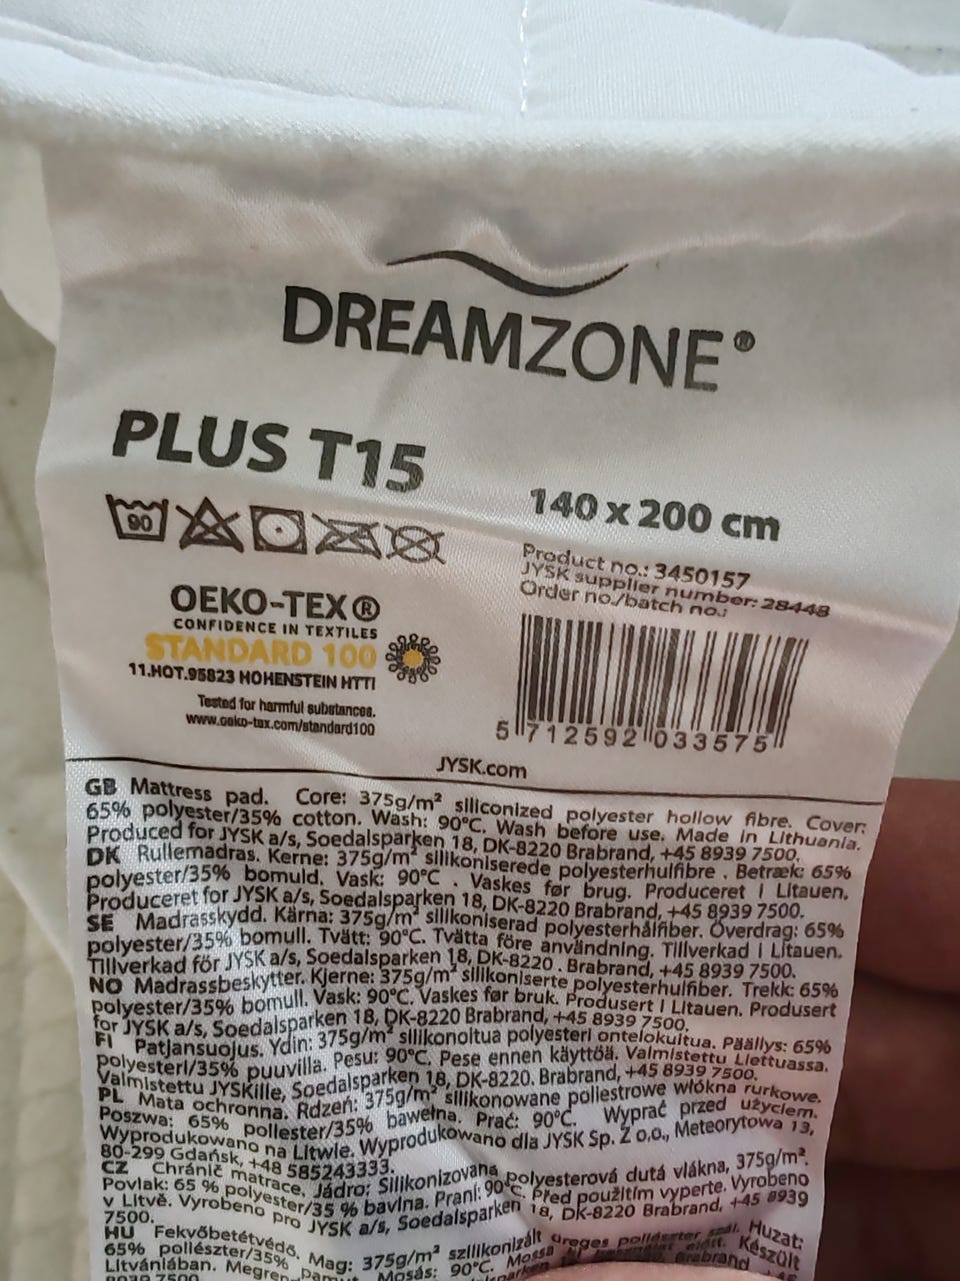 DREAMZONE®
PLUS T15
140 x 200 cm
90
Product no.: 3450157
JYSK supplier number: 28448
Order no./batch no.:
OEKO-TEX®
CONFIDENCE IN TEXTILES
STANDARD 100
11.HOT.95823 HOHENSTEIN HTTI
Tested for harmful substances.
www.oeko-tex.com/standard100
5 712592 033575
JYSK.com
GB Mattress pad. Core: 375g/m² siliconized polyester hollow fibre. Cover:
65% polyester/35% cotton. Wash: 90°C. Wash before use. Made in Lithuania.
Produced for JYSK a/s, Soedalsparken 18, DK-8220 Brabrand, +45 8939 7500.
DK Rullemadras. Kerne: 375g/m² silikoniserede polyesterhulfibre . Betræk: 65%
polyester/35% bomuld. Vask: 90°C . Vaskes før brug. Produceret i Litauen.
Produceret for JYSK a/s, Soedalsparken 18, DK-8220 Brabrand, +45 8939 7500.
SE Madrasskydd. Kärna: 375g/m² silikoniserad polyesterhålfiber. Överdrag: 65%
polyester/35% bomull. Tvätt: 90°C. Tvätta före användning. Tillverkad i Litauen.
Tillverkad för JYSK a/s, Soedalsparken 18, DK-8220 . Brabrand, +45 8939 7500.
NO Madrassbeskytter. Kjerne: 375g/m² silikoniserte polyesterhulfiber. Trekk: 65%
polyester/35% bomull. Vask: 90°C. Vaskes før bruk. Produsert i Litauen. Produsert
for JYSK a/s, Soedalsparken 18, DK-8220 Brabrand, +45 8939 7500.
FI Patjansuojus. Ydin: 375g/m² silikonoitua polyesteri ontelokuitua. Päällys: 65%
polyesteri/35% puuvilla. Pesu: 90°C. Pese ennen käyttöä. Valmistettu Liettuassa.
Valmistettu JYSKille, Soedalsparken 18, DK-8220. Brabrand, +45 8939 7500.
PL Mata ochronna. Rdzeń: 375g/m² silikonowane poliestrowe włókna rurkowe.
Poszwa: 65% poliester/35% bawełna. Prać: 90°C. Wyprać przed użyciem.
Wyprodukowano na Litwie. Wyprodukowano dla JYSK Sp. Z o.o., Meteorytowa 13,
80-299 Gdańsk, +48 585243333.
CZ Chránič matrace. Jádro: Silikonizovaná polyesterová dutá vlákna, 375g/m².
Povlak: 65 % polyester/35 % bavlna. Praní: 90°C. Před použitím vyperte. Vyrobeno
v Litvě. Vyrobeno pro JYSK a/s, Soedalsparken 18, DK-8220 Brabrand, +45 8939
7500.
HU Fekvőbetétvédő. Mag: 375g/m² szilikonizált üreges poliészter szál. Huzat:
65% poliészter/35% pamut. Mosás: 90°C. Mossa Készült
Litvániában. Brabrand